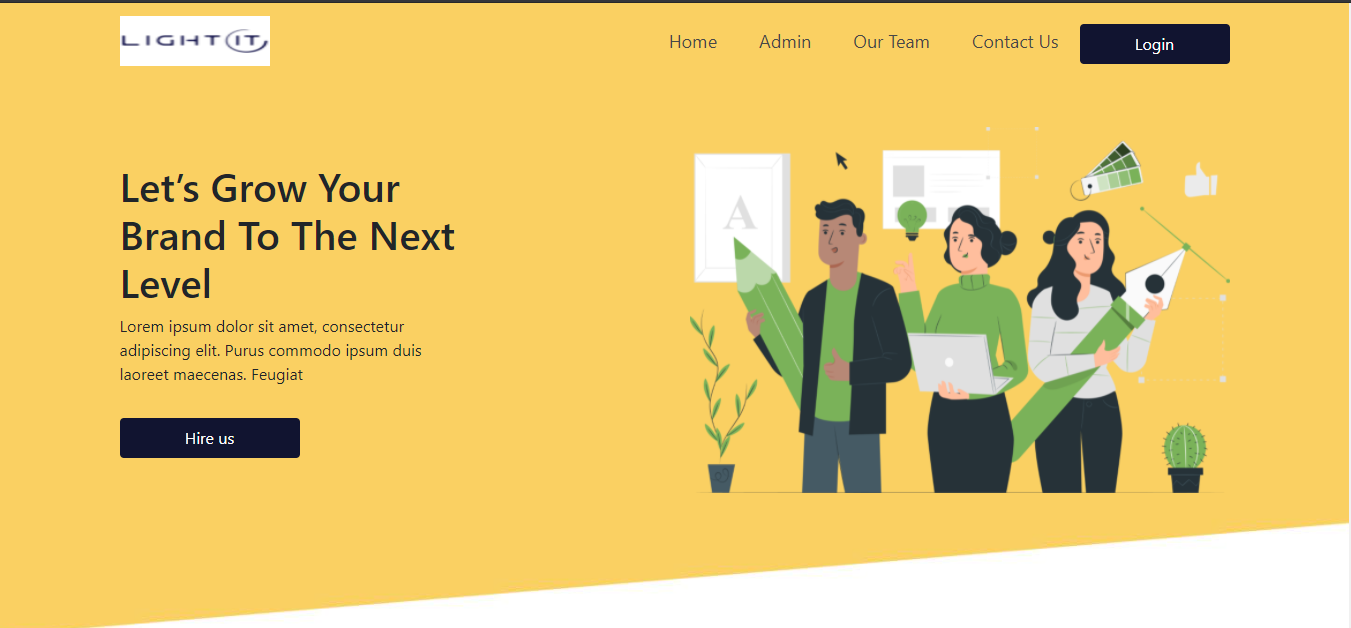 LIGHT IT
Home Admin Our Team Contact Us Login
Let’s Grow Your
Brand To The Next
Level
Lorem ipsum dolor sit amet, consectetur
adipiscing elit. Purus commodo ipsum duis
laoreet maecenas. Feugiat
Hire us
A